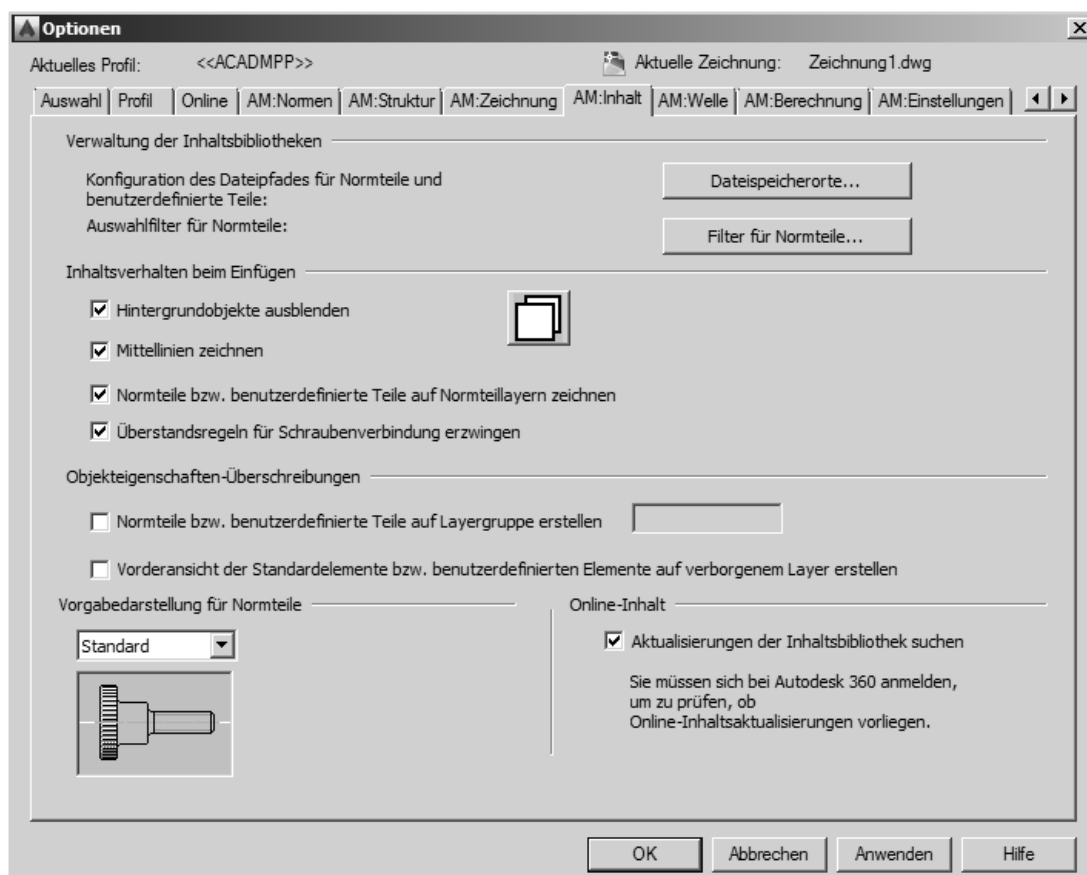 Optionen
Aktuelles Profil: <<ACADMPP>> Aktuelle Zeichnung: Zeichnung1.dwg
Auswahl Profil Online AM:Normen AM:Struktur AM:Zeichnung AM:Inhalt AM:Welle AM:Berechnung AM:Einstellungen
Verwaltung der Inhaltsbibliotheken
Konfiguration des Dateipfades für Normteile und
benutzerdefinierte Teile:
Dateispeicherorte...
Auswahlfilter für Normteile:
Filter für Normteile...
Inhaltsverhalten beim Einfügen
Hintergrundobjekte ausblenden
Mittellinien zeichnen
Normteile bzw. benutzerdefinierte Teile auf Normteillayern zeichnen
Überstandsregeln für Schraubenverbindung erzwingen
Objekteigenschaften-Überschreibungen
Normteile bzw. benutzerdefinierte Teile auf Layergruppe erstellen
Vorderansicht der Standardelemente bzw. benutzerdefinierten Elemente auf verborgenem Layer erstellen
Vorgabedarstellung für Normteile
Standard
Online-Inhalt
Aktualisierungen der Inhaltsbibliothek suchen
Sie müssen sich bei Autodesk 360 anmelden,
um zu prüfen, ob
Online-Inhaltsaktualisierungen vorliegen.
OK Abbrechen Anwenden Hilfe